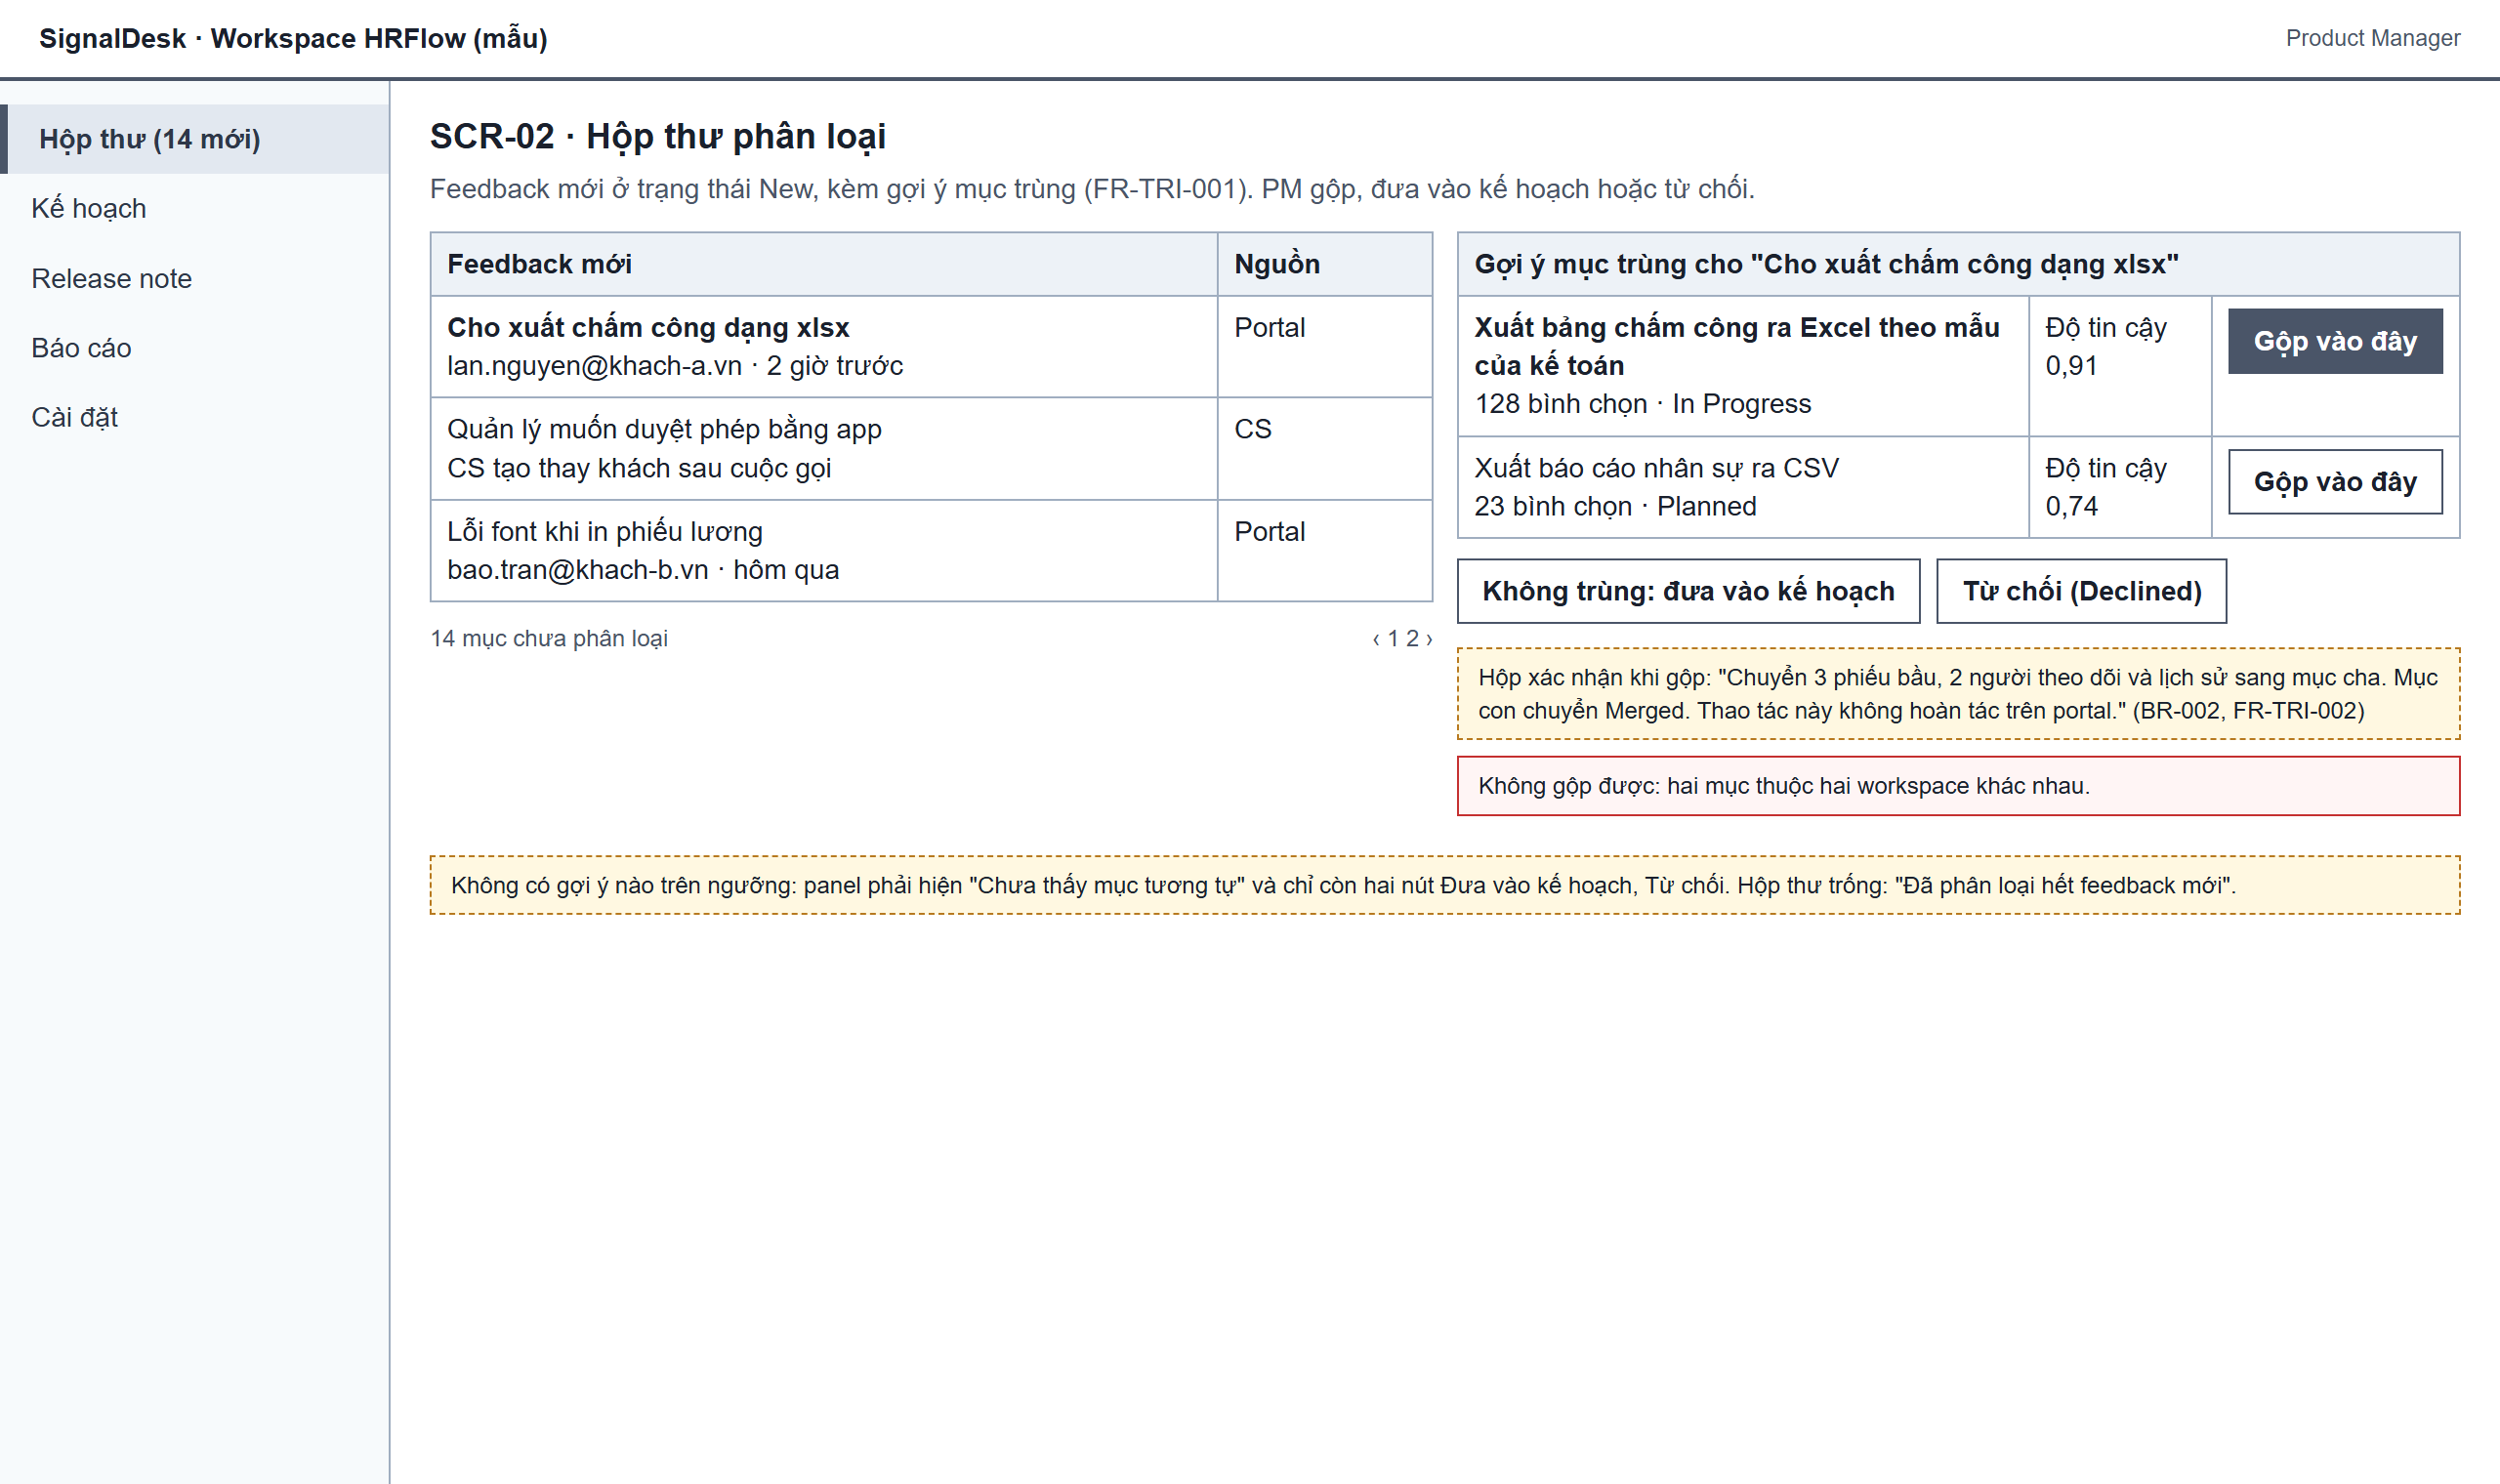 SignalDesk · Workspace HRFlow (mẫu)
Product Manager
Hộp thư (14 mới)
Kế hoạch
Release note
Báo cáo
Cài đặt
SCR-02 · Hộp thư phân loại
Feedback mới ở trạng thái New, kèm gợi ý mục trùng (FR-TRI-001). PM gộp, đưa vào kế hoạch hoặc từ chối.
Feedback mới
Nguồn
Cho xuất chấm công dạng xlsx
lan.nguyen@khach-a.vn · 2 giờ trước
Portal
Quản lý muốn duyệt phép bằng app
CS tạo thay khách sau cuộc gọi
CS
Lỗi font khi in phiếu lương
bao.tran@khach-b.vn · hôm qua
Portal
14 mục chưa phân loại
‹ 1 2 ›
Gợi ý mục trùng cho "Cho xuất chấm công dạng xlsx"
Xuất bảng chấm công ra Excel theo mẫu
của kế toán
128 bình chọn · In Progress
Độ tin cậy
0,91
Gộp vào đây
Xuất báo cáo nhân sự ra CSV
23 bình chọn · Planned
Độ tin cậy
0,74
Gộp vào đây
Không trùng: đưa vào kế hoạch
Từ chối (Declined)
Hộp xác nhận khi gộp: "Chuyển 3 phiếu bầu, 2 người theo dõi và lịch sử sang mục cha. Mục
con chuyển Merged. Thao tác này không hoàn tác trên portal." (BR-002, FR-TRI-002)
Không gộp được: hai mục thuộc hai workspace khác nhau.
Không có gợi ý nào trên ngưỡng: panel phải hiện "Chưa thấy mục tương tự" và chỉ còn hai nút Đưa vào kế hoạch, Từ chối. Hộp thư trống: "Đã phân loại hết feedback mới".